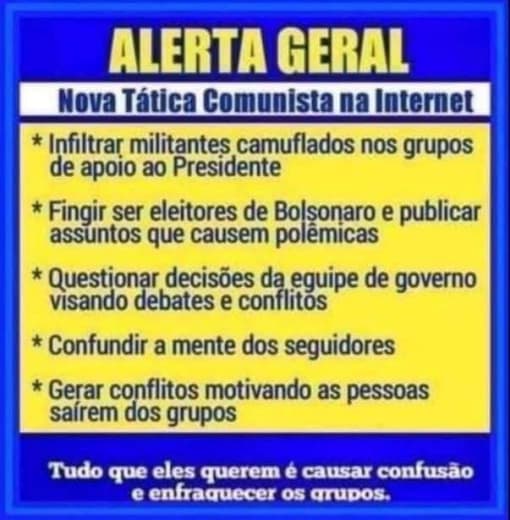 ALERTA GERAL
Nova Tática Comunista na Internet
* Infiltrar militantes camuflados nos grupos
de apoio ao Presidente
* Fingir ser eleitores de Bolsonaro e publicar
assuntos que causem polêmicas
* Questionar decisões da equipe de governo
visando debates e conflitos
* Confundir a mente dos seguidores
* Gerar conflitos motivando as pessoas
saírem dos grupos
Tudo que eles querem é causar confusão
e enfraquecer os grupos.